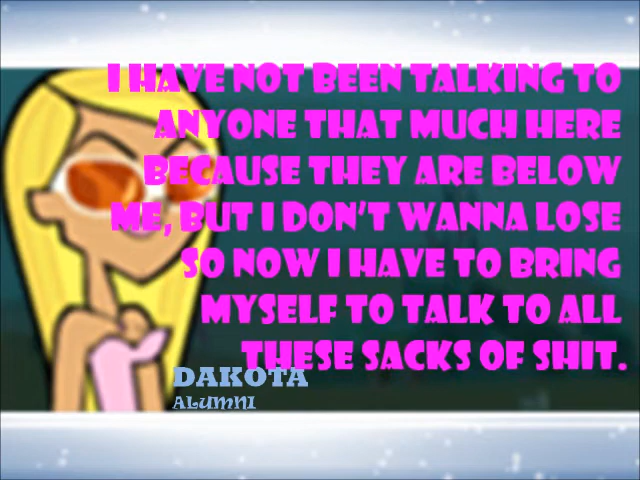 I HAVE NOT BEEN TALKING TO
ANYONE THAT MUCH HERE
BECAUSE THEY ARE BELOW
ME, BUT I DON'T WANNA LOSE
SO NOW I HAVE TO BRING
MYSELF TO TALK TO ALL
THESE SACKS OF SHIT.
DAKOTA
ALUMNI